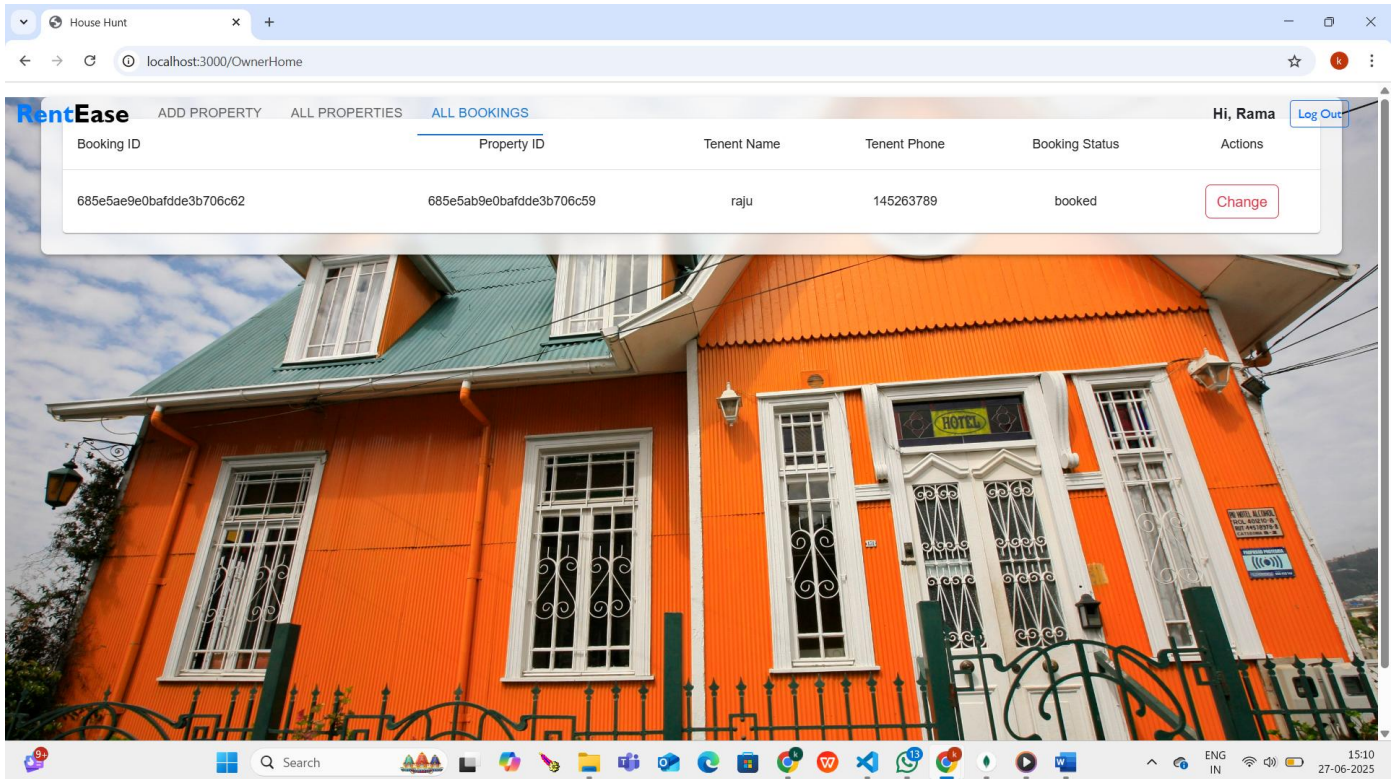 House Hunt
localhost:3000/OwnerHome
k
RentEase ADD PROPERTY ALL PROPERTIES ALL BOOKINGS Hi, Rama Log Out
Booking ID Property ID Tenent Name Tenent Phone Booking Status Actions
685e5ae9e0bafdde3b706c62 685e5ab9e0bafdde3b706c59 raju 145263789 booked Change
HOTEL
9+
Search
13
ENG
IN
15:10
27-06-2025